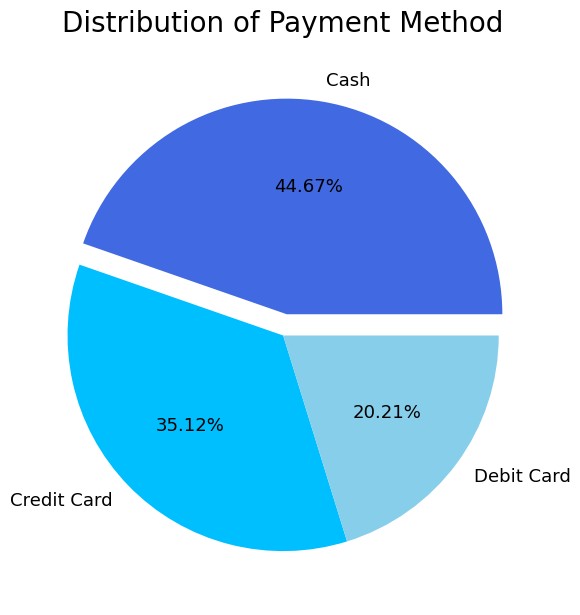 Distribution of Payment Method
Cash
44.67%
35.12%
20.21%
Credit Card
Debit Card